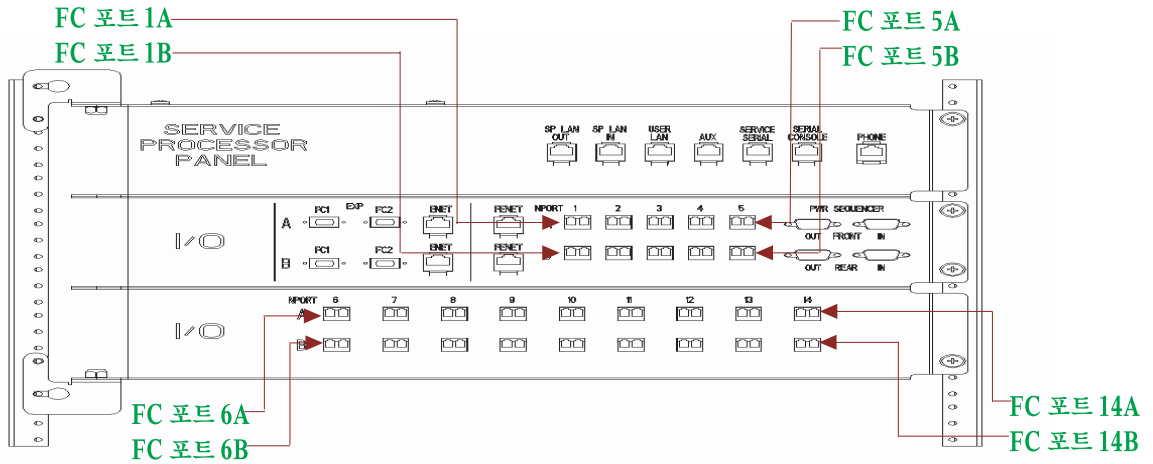 FC 포트 1A
FC 포트 5A
FC 포트 1B
FC 포트 5B
SERVICE
PROCESSOR
PANEL
SP LAN
OUT
SP LAN
IN
USER
LAN
AUX
SERVICE
SERIAL
SERIAL
CONSOLE
PHONE
I/O
A
FC1
EXP
FC2
ENET
FENET
NPORT 1 2 3 4 5
PWR SEQUENCER
OUT FRONT IN
B
FC1
FC2
ENET
FENET
OUT REAR IN
I/O
NPORT 6 7 8 9 10 11 12 13 14
A
B
FC 포트 6A
FC 포트 14A
FC 포트 6B
FC 포트 14B